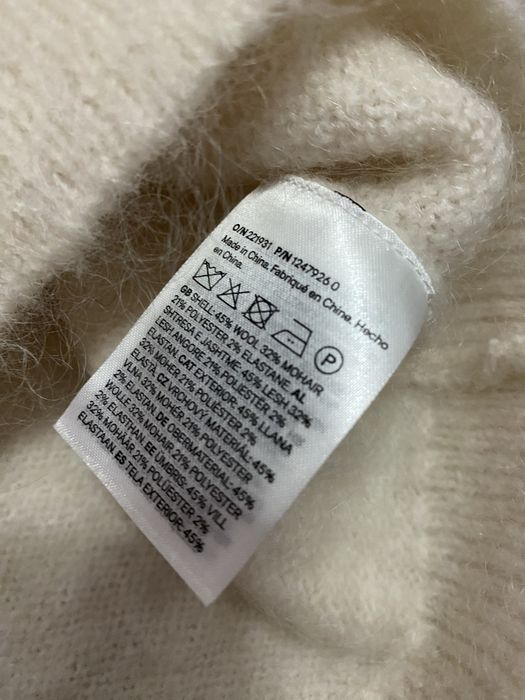 O/N 221931 P/N 1247926 0
Made in China. Fabriqué en Chine. Hecho
en China.
P
GB SHELL: 45% WOOL 32% MOHAIR
21% POLYESTER 2% ELASTANE. AL
SHTRESA E JASHTME: 45% LESH 32%
LESH ANGORE 21% POLIESTER 2%
ELASTAN. CAT EXTERIOR: 45% LLANA
32% MOHER 21% POLIÈSTER 2%
ELASTÀ. CZ VRCHOVÝ MATERIÁL: 45%
VLNA 32% MOHÉR 21% POLYESTER
2% ELASTAN. DE OBERMATERIAL: 45%
WOLLE 32% MOHAIR 21% POLYESTER
2% ELASTHAN. EE ÜMBRIS: 45% VILL
32% MOHÄÄR 21% POLÜESTER 2%
ELASTAAN. ES TELA EXTERIOR: 45%